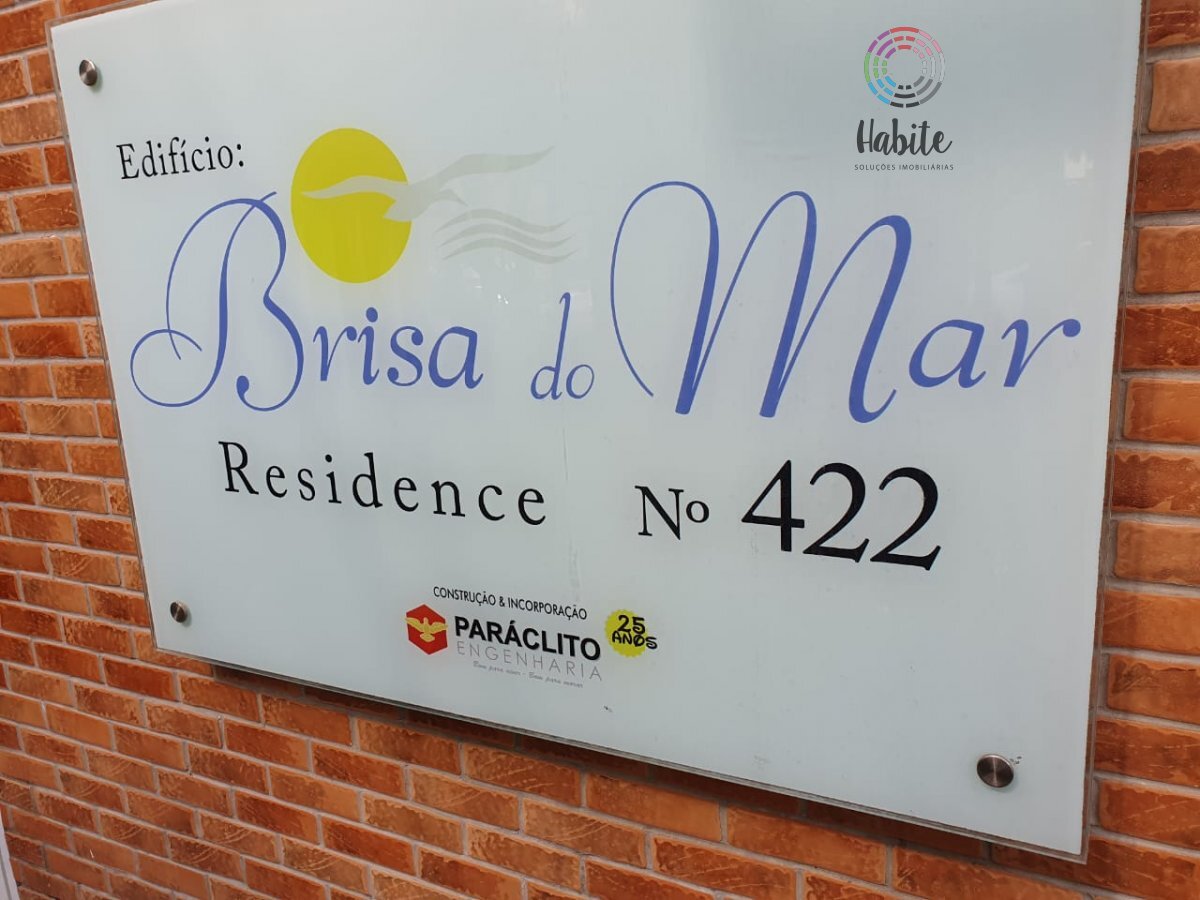 Habite
SOLUÇÕES IMOBILIÁRIAS
Edifício:
Brisa do Mar
Residence Nº 422
CONSTRUÇÃO & INCORPORAÇÃO
PARÁCLITO
ENGENHARIA
25
ANOS